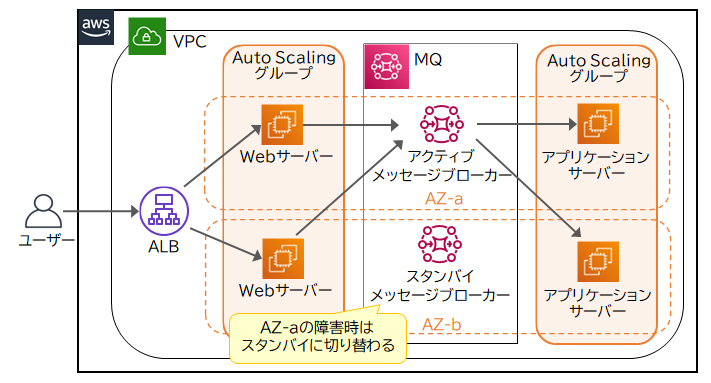 aws
VPC
Auto Scaling
グループ
MQ
Auto Scaling
グループ
Webサーバー
アクティブ
メッセージブローカー
アプリケーション
サーバー
AZ-a
ユーザー
ALB
Webサーバー
スタンバイ
メッセージブローカー
アプリケーション
サーバー
AZ-b
AZ-aの障害時は
スタンバイに切り替わる